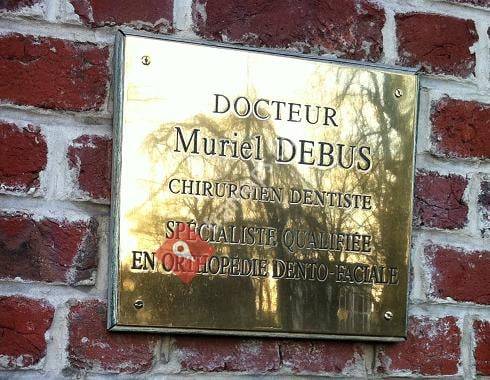 DOCTEUR
Muriel DEBUS
CHIRURGIEN DENTISTE
SPÉCIALISTE QUALIFIÉE
EN ORTHOPÉDIE DENTO-FACIALE